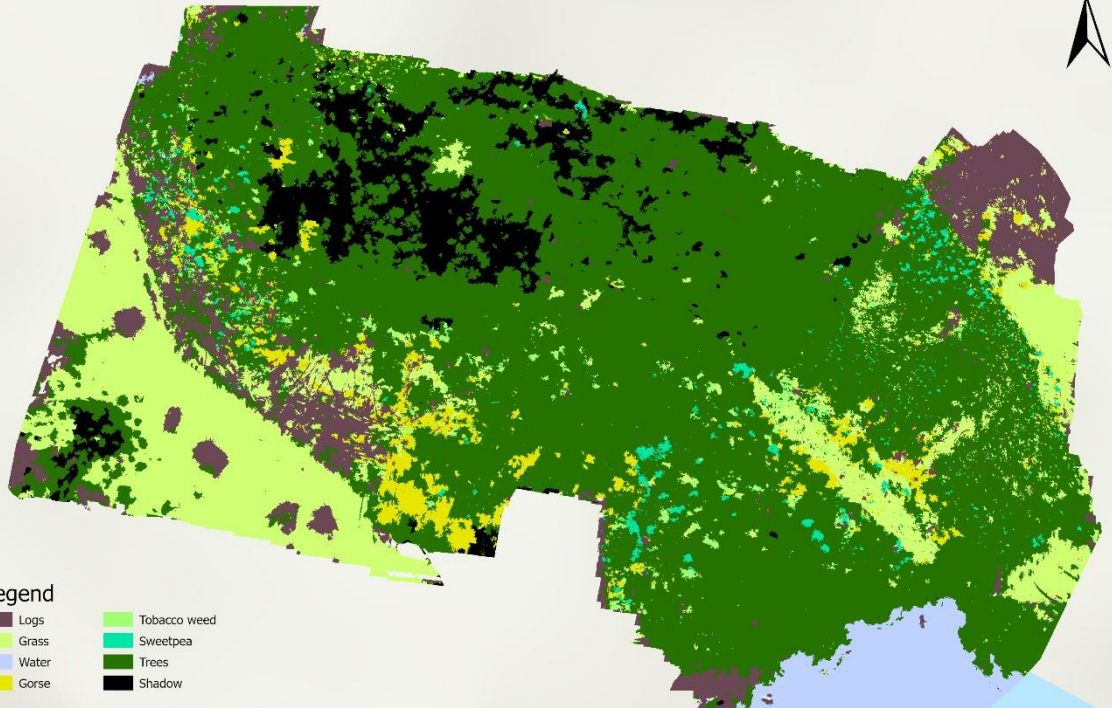 egend
Logs
Grass
Water
Gorse
Tobacco weed
Sweetpea
Trees
Shadow